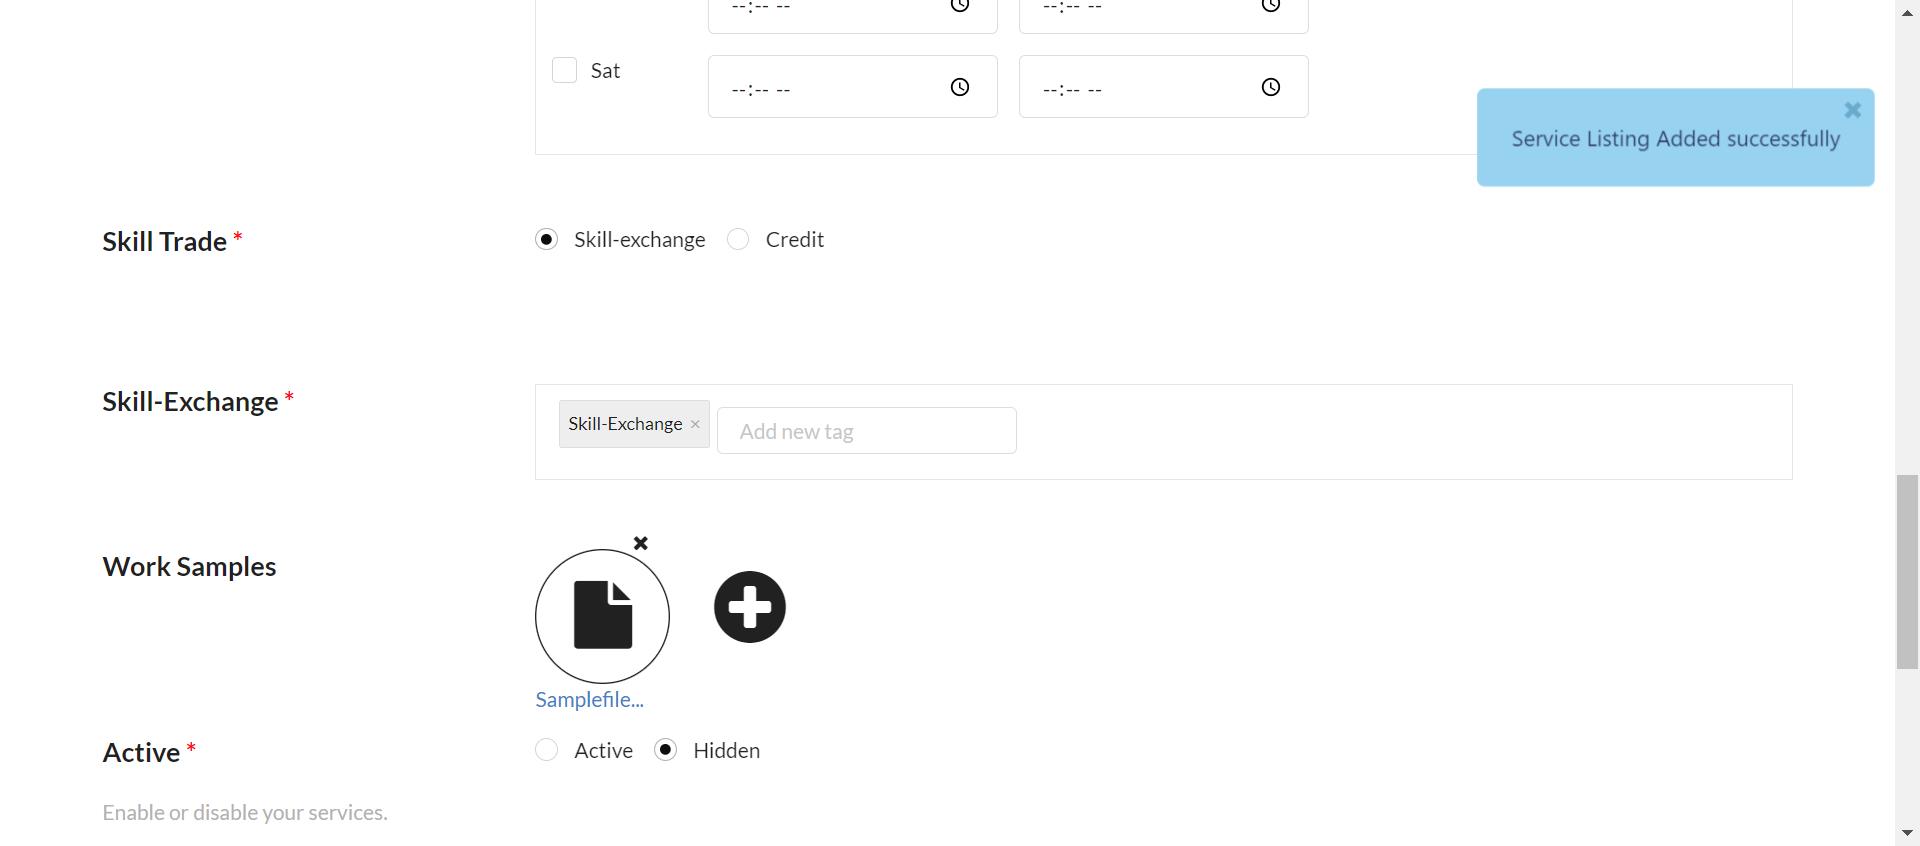 --:-- --
--:-- --
Sat
--:-- --
--:-- --
Service Listing Added successfully
Skill Trade *
Skill-exchange
Credit
Skill-Exchange *
Skill-Exchange ×
Add new tag
Work Samples
Samplefile...
Active *
Active
Hidden
Enable or disable your services.